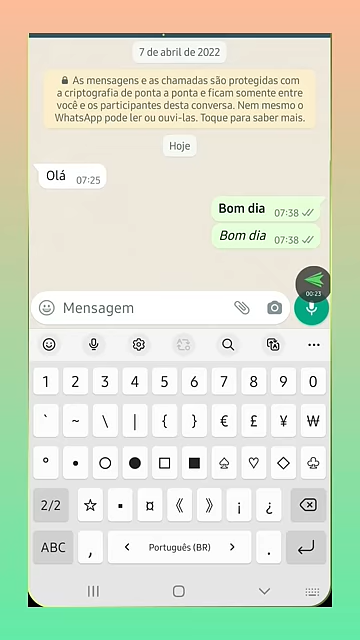 7 de abril de 2022
As mensagens e as chamadas são protegidas com
a criptografia de ponta a ponta e ficam somente entre
você e os participantes desta conversa. Nem mesmo o
WhatsApp pode ler ou ouvi-las. Toque para saber mais.
Hoje
Olá 07:25
Bom dia 07:38
Bom dia 07:38
00:23
Mensagem
1 2 3 4 5 6 7 8 9 0
` ~ \ | { } € £ ¥ ₩
° • ○ ● □ ■ ♤ ♡ ◇ ♧
2/2 ☆ ▪ ¤ 《 》 ¡ ¿
ABC , < Português (BR) > .